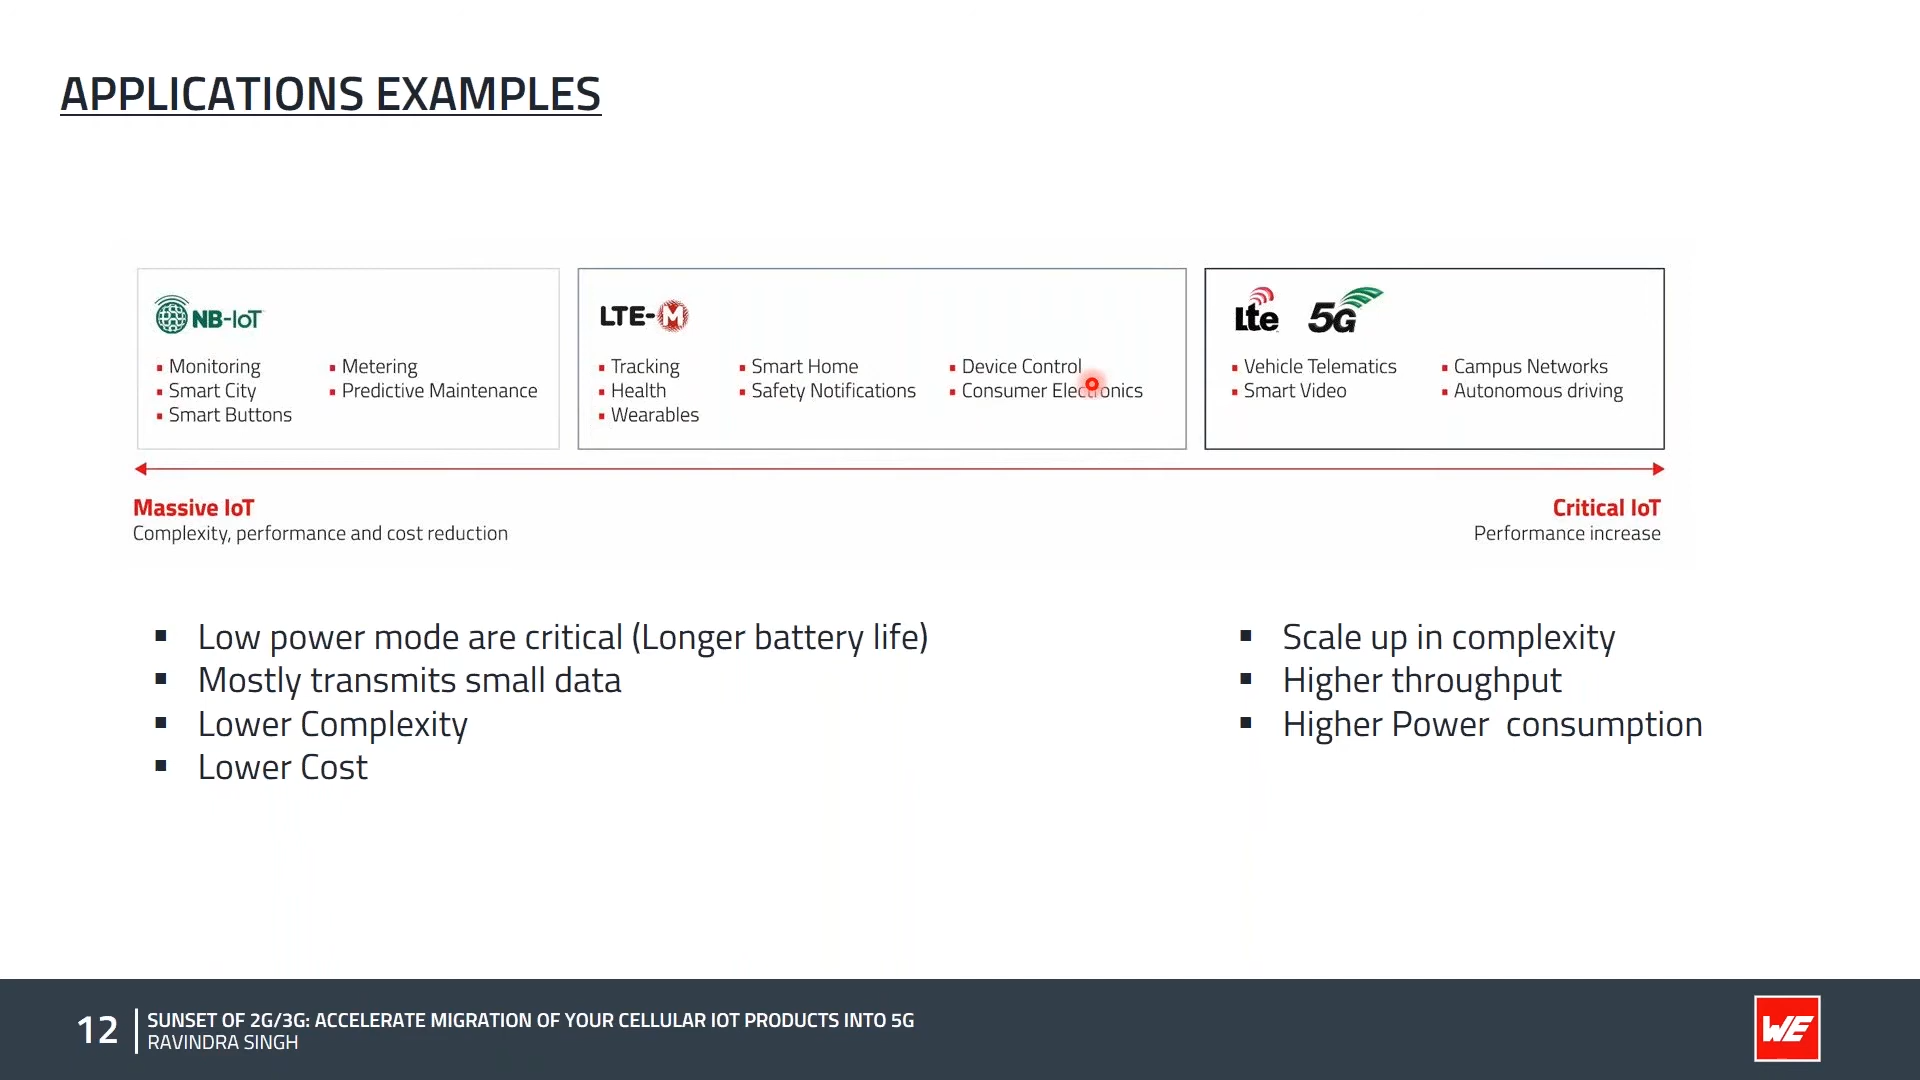 APPLICATIONS EXAMPLES
NB-IoT
Monitoring
Smart City
Smart Buttons
Metering
Predictive Maintenance
LTE-M
Tracking
Health
Wearables
Smart Home
Safety Notifications
Device Control
Consumer Electronics
lte 5G
Vehicle Telematics
Smart Video
Campus Networks
Autonomous driving
Massive IoT
Complexity, performance and cost reduction
Critical IoT
Performance increase
Low power mode are critical (Longer battery life)
Mostly transmits small data
Lower Complexity
Lower Cost
Scale up in complexity
Higher throughput
Higher Power consumption
12
SUNSET OF 2G/3G: ACCELERATE MIGRATION OF YOUR CELLULAR IOT PRODUCTS INTO 5G
RAVINDRA SINGH
WE